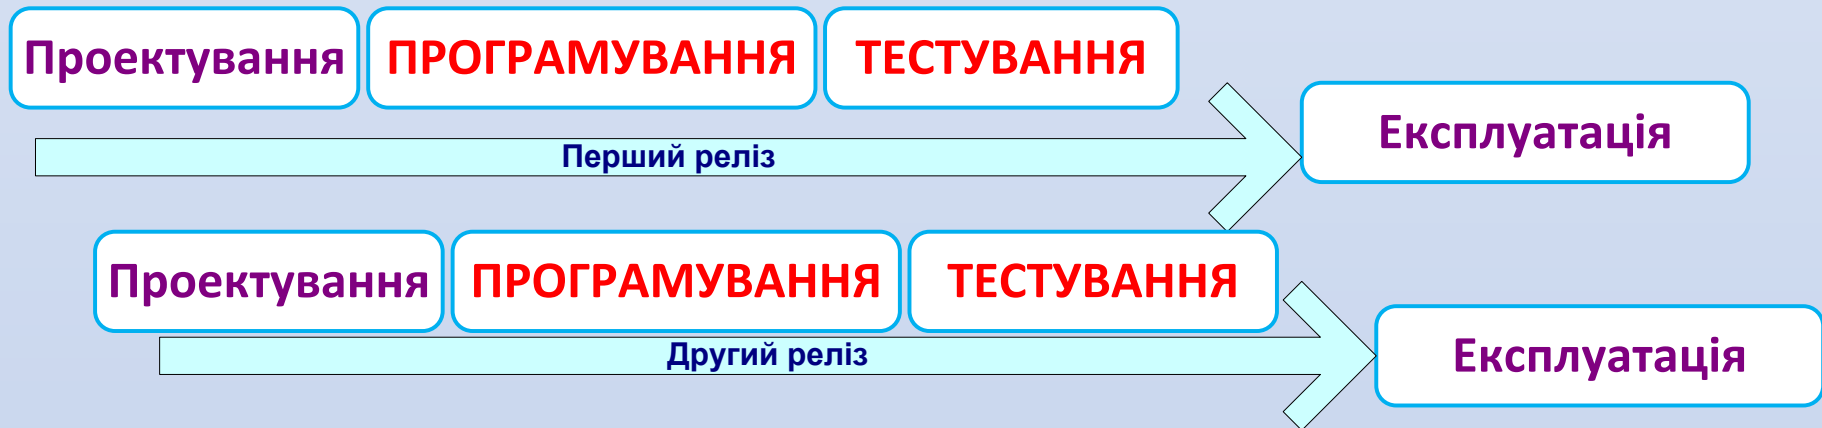 Проектування ПРОГРАМУВАННЯ ТЕСТУВАННЯ
Експлуатація
Перший реліз
Проектування ПРОГРАМУВАННЯ ТЕСТУВАННЯ
Експлуатація
Другий реліз